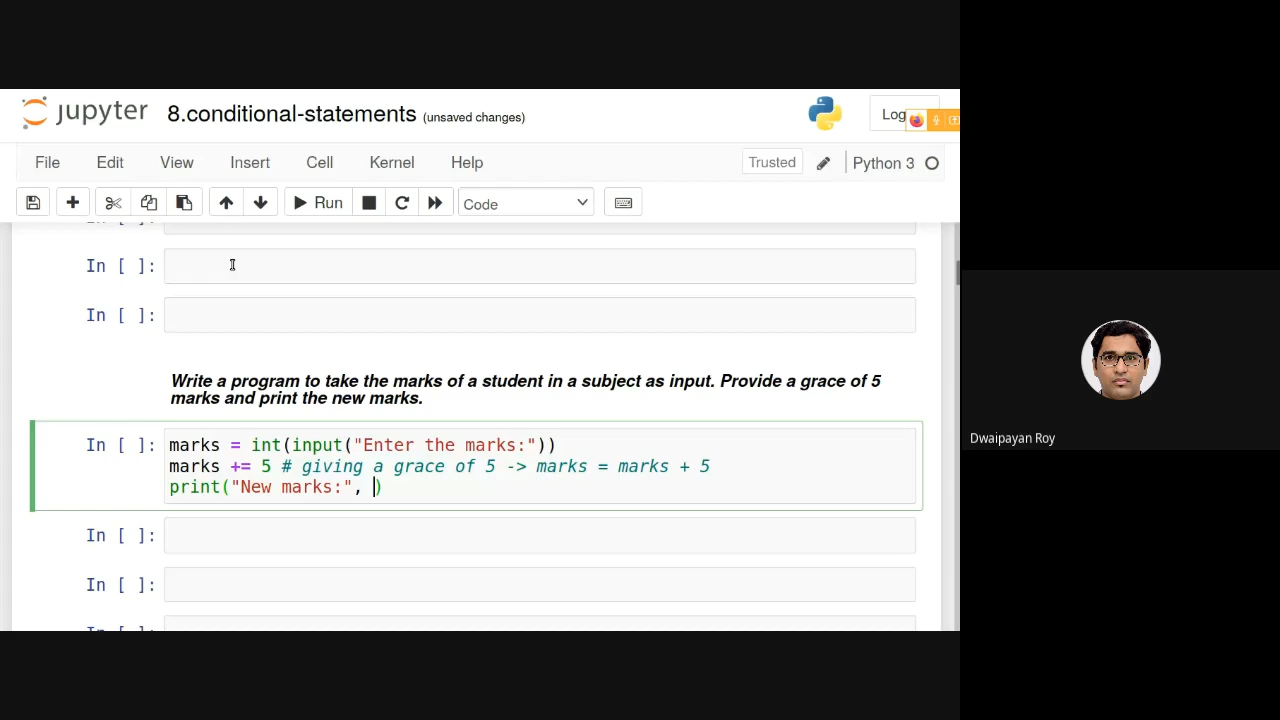 jupyter 8.conditional-statements (unsaved changes)
Log
File Edit View Insert Cell Kernel Help
Trusted
Python 3
Run
Code
In [ ]:
In [ ]:
Write a program to take the marks of a student in a subject as input. Provide a grace of 5
marks and print the new marks.
In [ ]: marks = int(input("Enter the marks:"))
marks += 5 # giving a grace of 5 -> marks = marks + 5
print("New marks:", )
In [ ]:
In [ ]:
Dwaipayan Roy